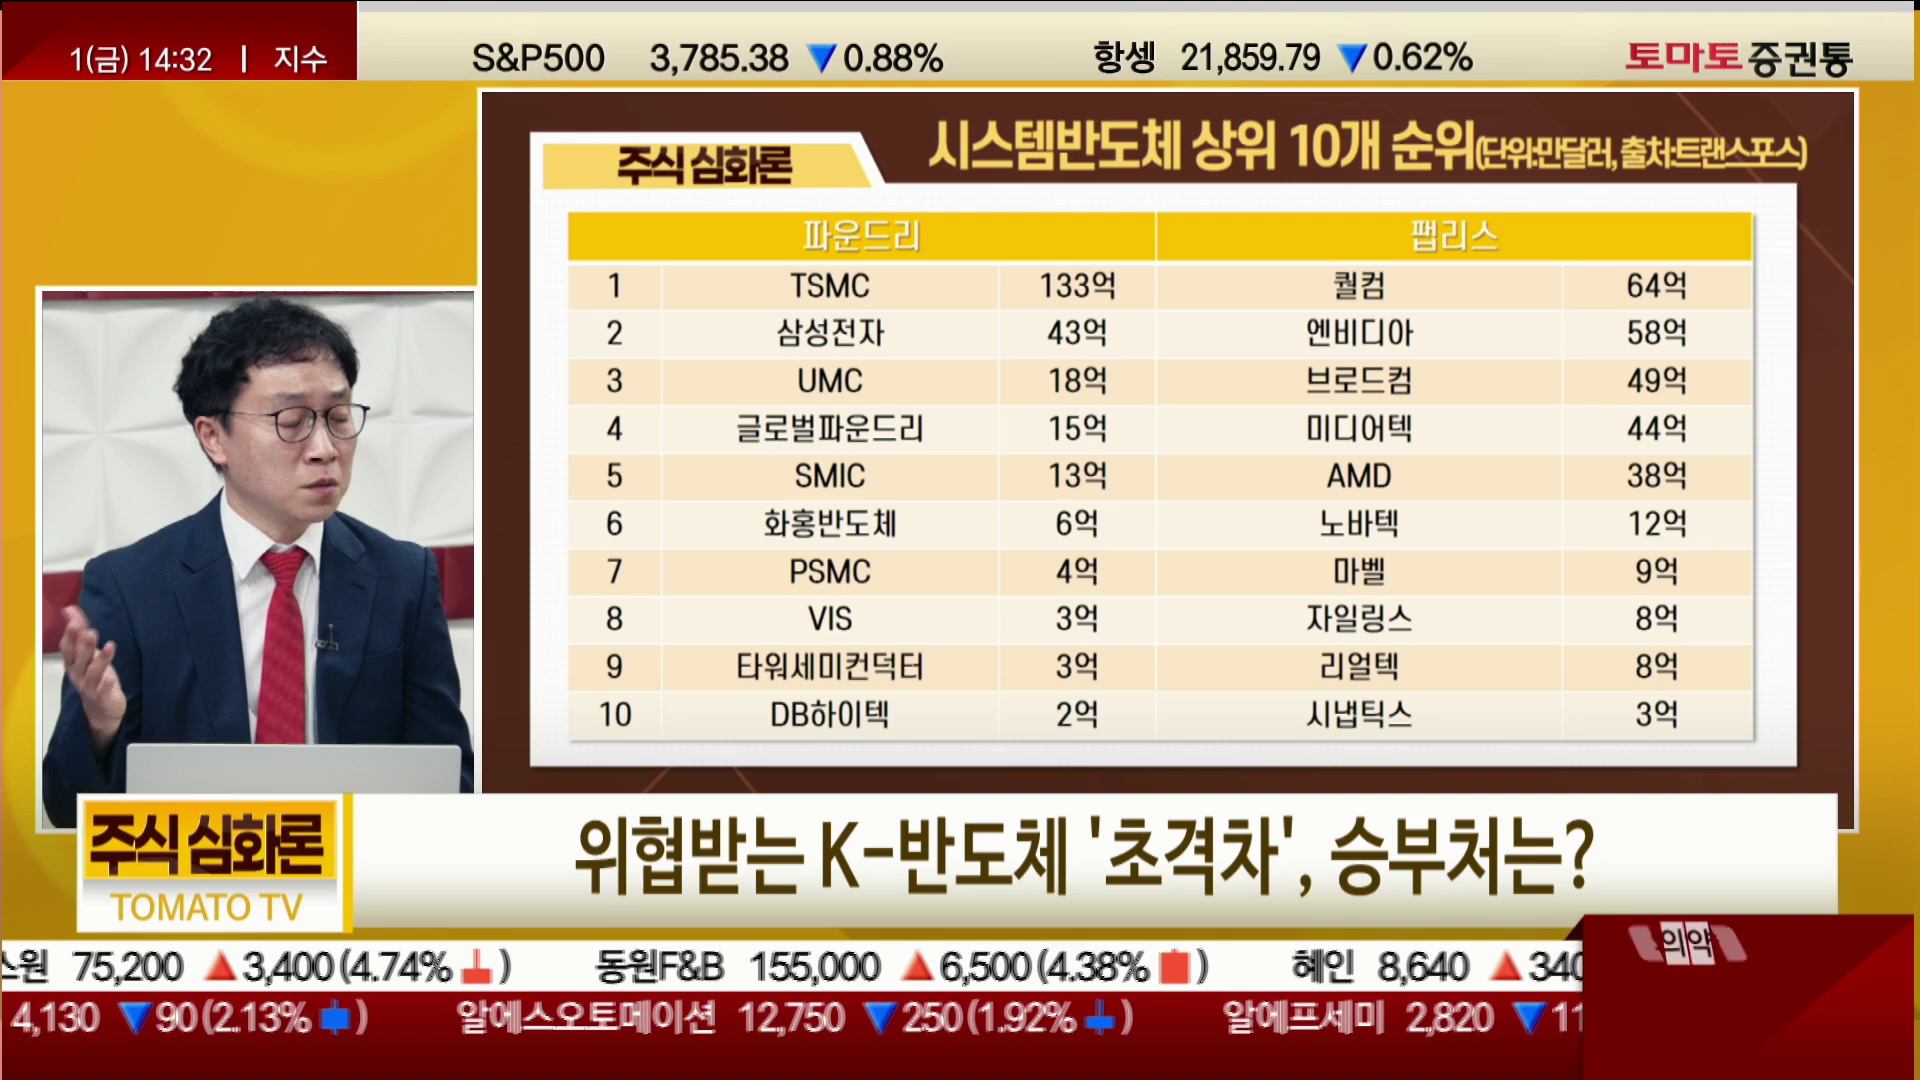 1(금) 14:32 | 지수 S&P500 3,785.38 ▼0.88% 항셍 21,859.79 ▼0.62% 토마토증권통
주식 심화론
시스템반도체 상위 10개 순위(단위:만달러, 출처:트랜스포스)
파운드리 팹리스
1 TSMC 133억 퀄컴 64억
2 삼성전자 43억 엔비디아 58억
3 UMC 18억 브로드컴 49억
4 글로벌파운드리 15억 미디어텍 44억
5 SMIC 13억 AMD 38억
6 화홍반도체 6억 노바텍 12억
7 PSMC 4억 마벨 9억
8 VIS 3억 자일링스 8억
9 타워세미컨덕터 3억 리얼텍 8억
10 DB하이텍 2억 시냅틱스 3억
주식 심화론
TOMATO TV
위협받는 K-반도체 '초격차', 승부처는?
스원 75,200 ▲3,400(4.74% ) 동원F&B 155,000 ▲6,500(4.38% ) 혜인 8,640 ▲340
의약
4,130 ▼90(2.13% ) 알에스오토메이션 12,750 ▼250(1.92% ) 알에프세미 2,820 ▼11